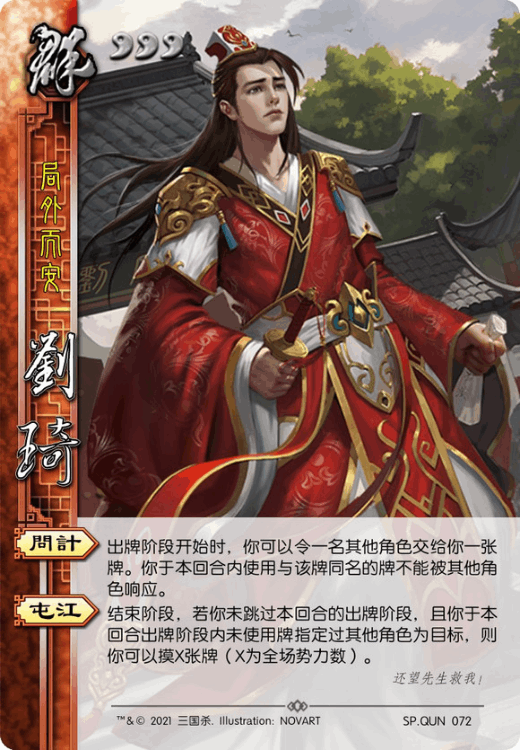 群
局外而安
劉琦
問計
出牌阶段开始时，你可以令一名其他角色交给你一张
牌。你于本回合内使用与该牌同名的牌不能被其他角
色响应。
屯江
结束阶段，若你未跳过本回合的出牌阶段，且你于本
回合出牌阶段内未使用牌指定过其他角色为目标，则
你可以摸X张牌（X为全场势力数）。
还望先生救我！
™&© 2021 三国杀. Illustration: NOVART
SP.QUN 072
劉